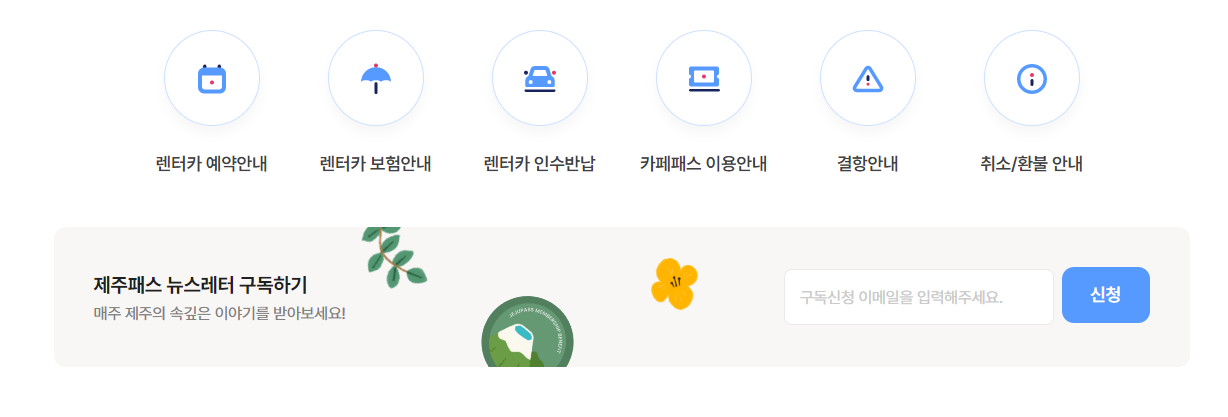 렌터카 예약안내
렌터카 보험안내
렌터카 인수반납
카페패스 이용안내
결항안내
취소/환불 안내
제주패스 뉴스레터 구독하기
매주 제주의 속깊은 이야기를 받아보세요!
JEJUPASS
구독신청 이메일을 입력해주세요.
신청